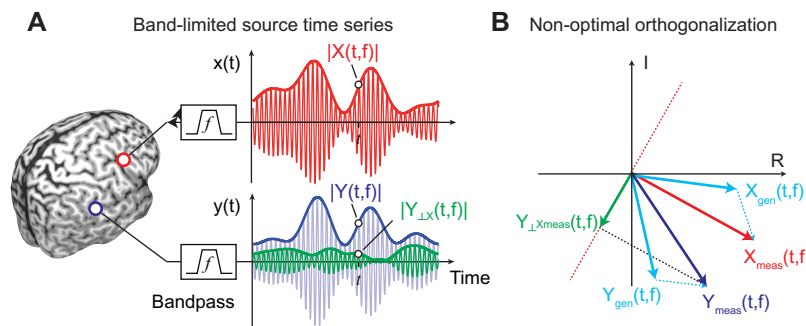 A Band-limited source time series
x(t)
|X(t,f)|
f
t
y(t)
|Y(t,f)|
|Y⊥X(t,f)|
f
t
Time
Bandpass
B Non-optimal orthogonalization
I
R
Xgen(t,f)
Y⊥Xmeas(t,f)
Xmeas(t,f
Ygen(t,f)
Ymeas(t,f)